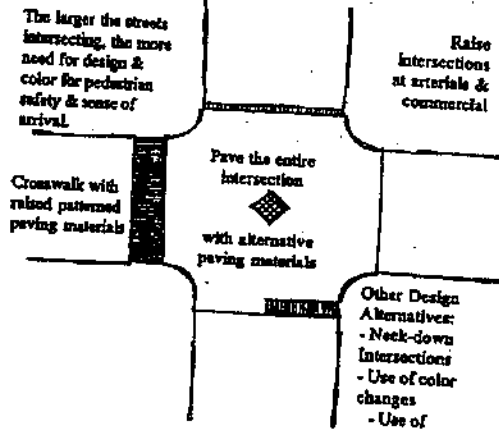 The larger the streets
intersecting, the more
need for design &
color for pedestrian
safety & sense of
arrival.
Raise
Intersections
at arterials &
commercial
Crosswalk with
raised patterned
paving materials
Pave the entire
intersection
with alternative
paving materials
Other Design
Alternatives:
- Neck-down
Intersections
- Use of color
changes
- Use of